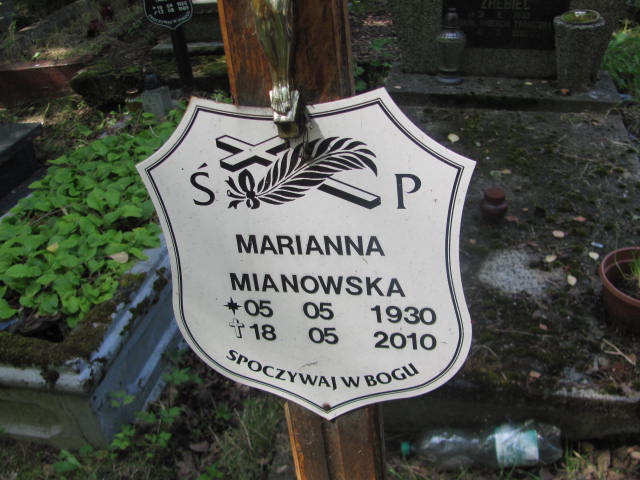 Ś P
MARIANNA
MIANOWSKA
05 05 1930
18 05 2010
SPOCZYWAJ W BOGU